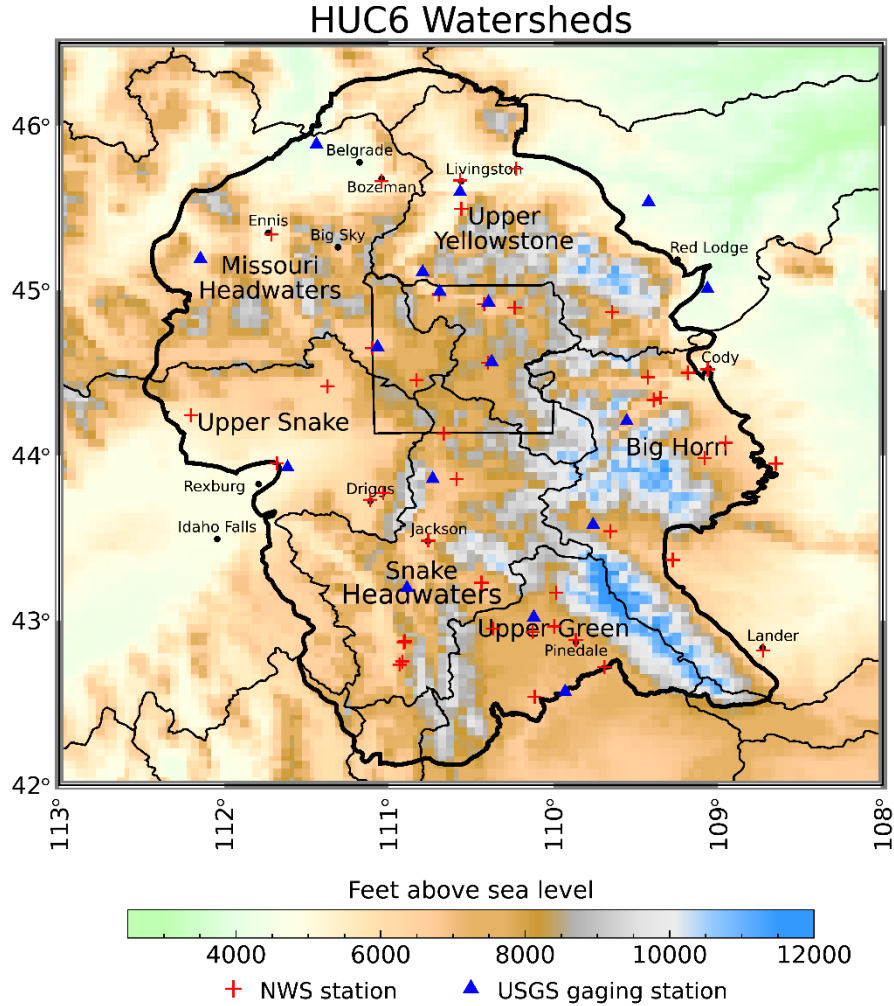 HUC6 Watersheds
46°
45°
44°
43°
42°
Belgrade
Bozeman
Livingston
Ennis
Big Sky
Upper
Yellowstone
Red Lodge
Missouri
Headwaters
Cody
Upper Snake
Big Horn
Rexburg
Driggs
Idaho Falls
Jackson
Snake
Headwaters
Upper Green
Pinedale
Lander
113°
112°
111°
110°
109°
108°
Feet above sea level
4000 6000 8000 10000 12000
NWS station USGS gaging station